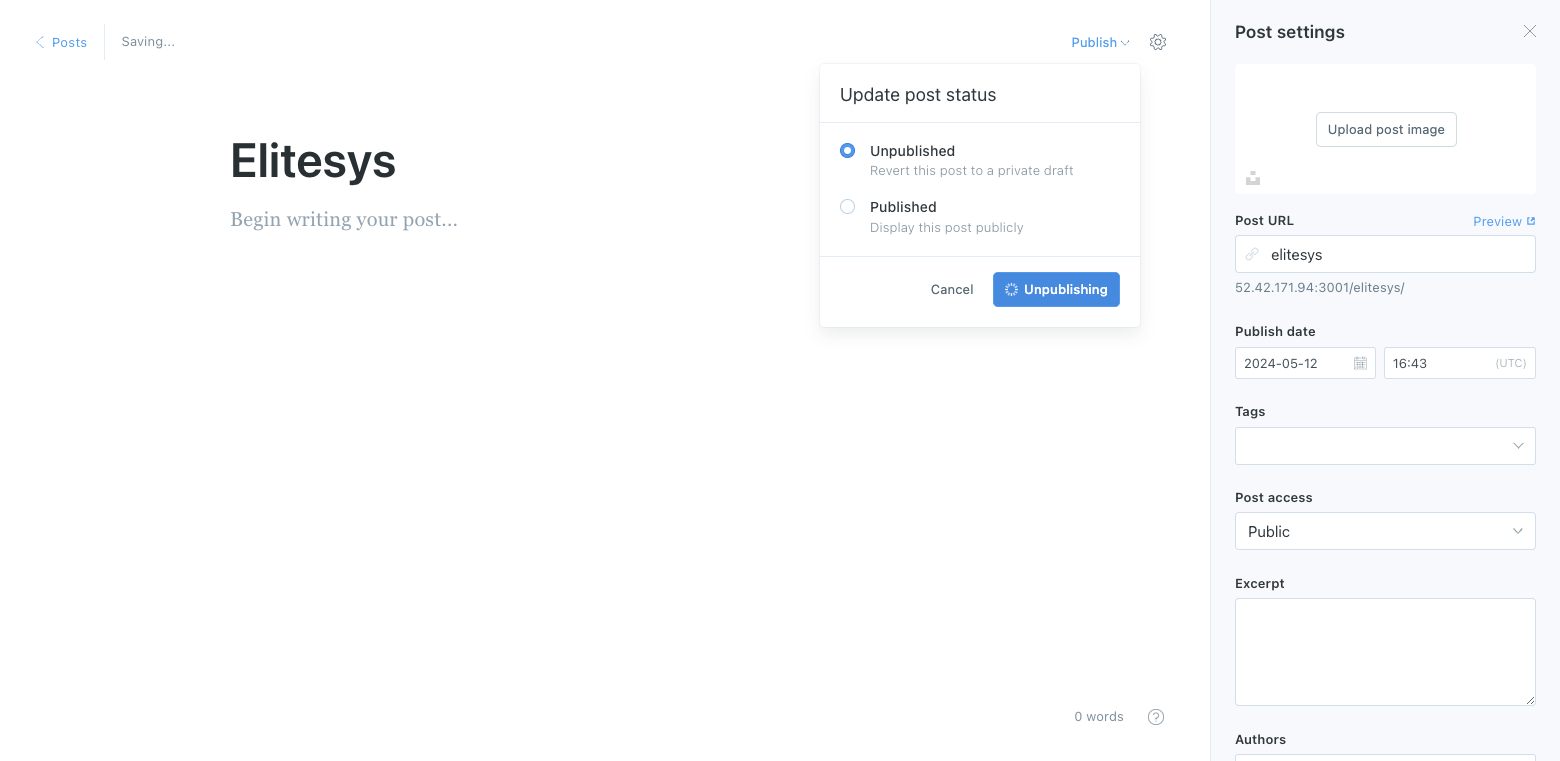 Posts
Saving...
Publish
Update post status
Unpublished
Revert this post to a private draft
Published
Display this post publicly
Cancel
Unpublishing
Elitesys
Begin writing your post...
0 words
?
Post settings
Upload post image
Post URL
Preview
elitesys
52.42.171.94:3001/elitesys/
Publish date
2024-05-12
16:43 (UTC)
Tags
Post access
Public
Excerpt
Authors